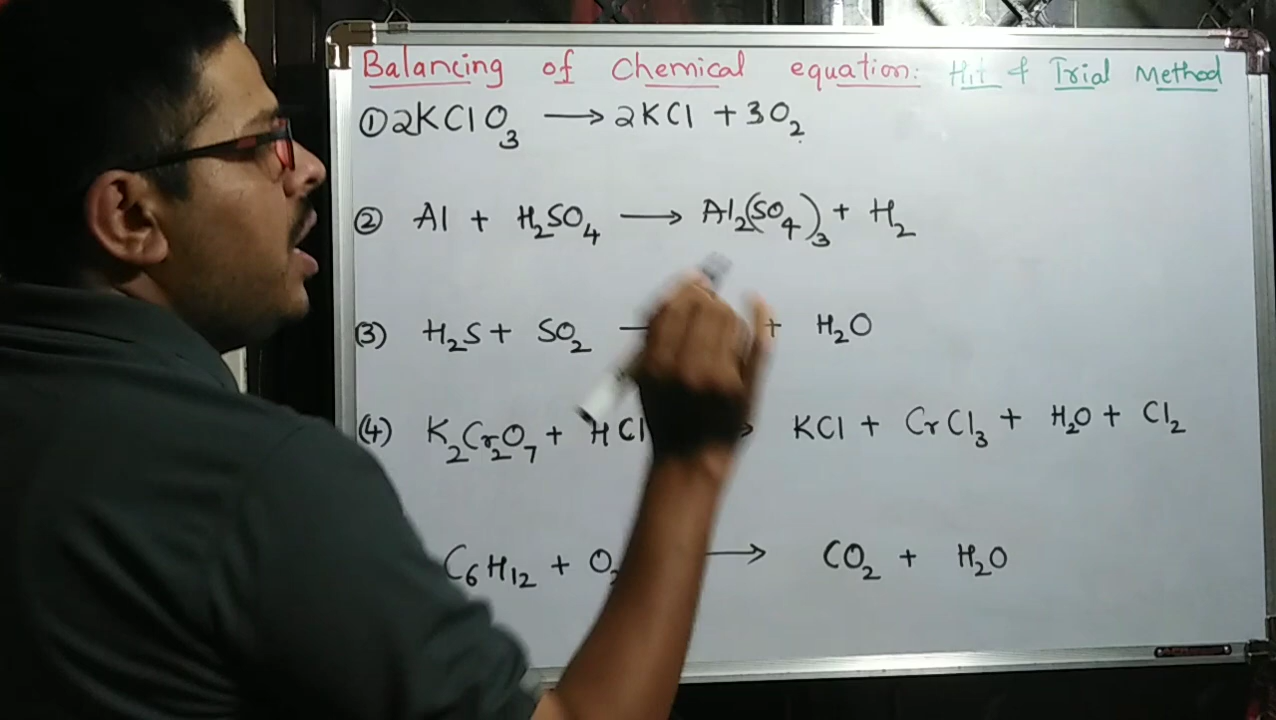 Balancing of Chemical equation: Hit & Trial Method
① 2KClO₃ ⟶ 2KCl + 3O₂
② Al + H₂SO₄ ⟶ Al₂(SO₄)₃ + H₂
(3) H₂S + SO₂ + H₂O
(4) K₂Cr₂O₇ + HCl KCl + CrCl₃ + H₂O + Cl₂
C₆H₁₂ + O₂ ⟶ CO₂ + H₂O